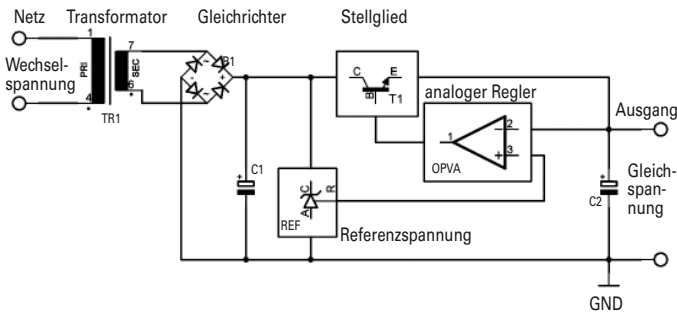 Netz
Transformator
Gleichrichter
Stellglied
1
7
PRI
SEC
4
6
TR1
Wechsel-
spannung
~
B1
-
+
~
C
E
B
T1
analoger Regler
1
2
3
-
+
OPVA
Ausgang
+
C1
C
R
A
REF
Referenzspannung
+
C2
Gleich-
span-
nung
GND